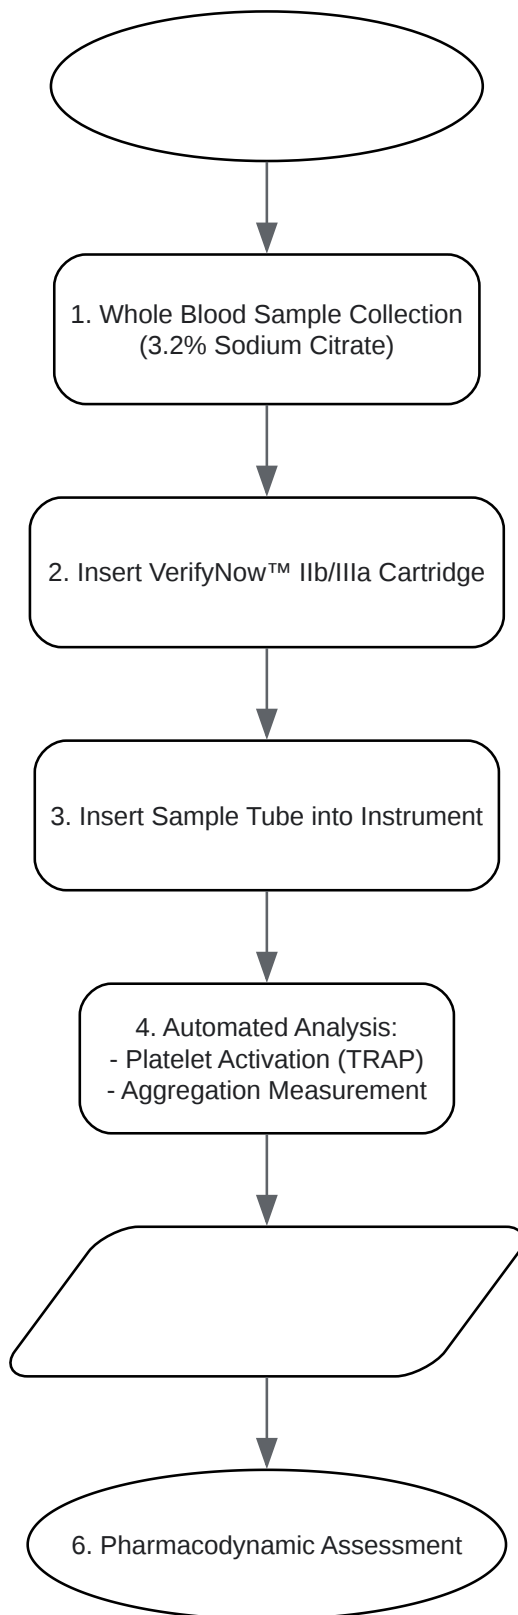 1. Whole Blood Sample Collection
(3.2% Sodium Citrate)
2. Insert VerifyNow™ IIb/IIIa Cartridge
3. Insert Sample Tube into Instrument
4. Automated Analysis:
- Platelet Activation (TRAP)
- Aggregation Measurement
6. Pharmacodynamic Assessment